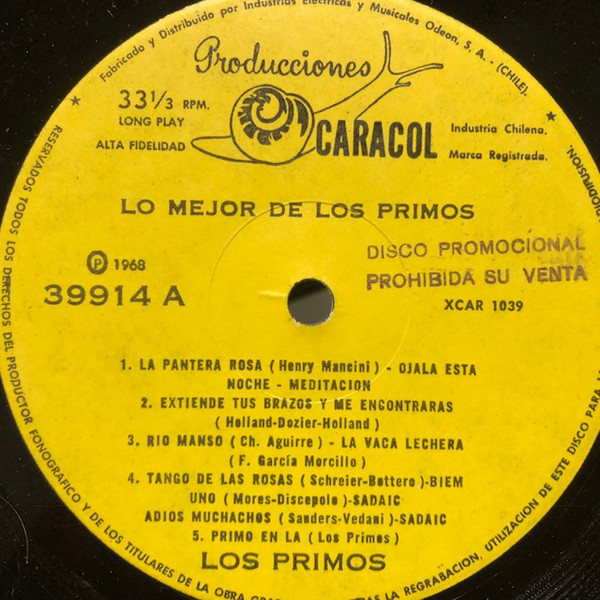 Fabricado y Distribuido por Industrias Eléctricas y Musicales Odeon, S. A. - (CHILE).
Producciones
CARACOL
33 1/3 RPM.
LONG PLAY
ALTA FIDELIDAD
Industria Chilena.
Marca Registrada.
LO MEJOR DE LOS PRIMOS
℗ 1968
39914 A
DISCO PROMOCIONAL
PROHIBIDA SU VENTA
XCAR 1039
1. LA PANTERA ROSA ( Henry Mancini ) - OJALA ESTA
NOCHE - MEDITACION
2. EXTIENDE TUS BRAZOS Y ME ENCONTRARAS
( Holland-Dozier-Holland )
3. RIO MANSO ( Ch. Aguirre ) - LA VACA LECHERA
( F. García Morcillo )
4. TANGO DE LAS ROSAS ( Schreier-Bottero )-BIEM
UNO ( Mores-Discepolo )-SADAIC
ADIOS MUCHACHOS ( Sanders-Vedani )-SADAIC
5. PRIMO EN LA ( Los Primos )
LOS PRIMOS
RESERVADOS TODOS LOS DERECHOS DEL PRODUCTOR FONOGRAFICO Y DE LOS TITULARES DE LA OBRA LAS REGRABACION, UTILIZACION DE ESTE DISCO PARA